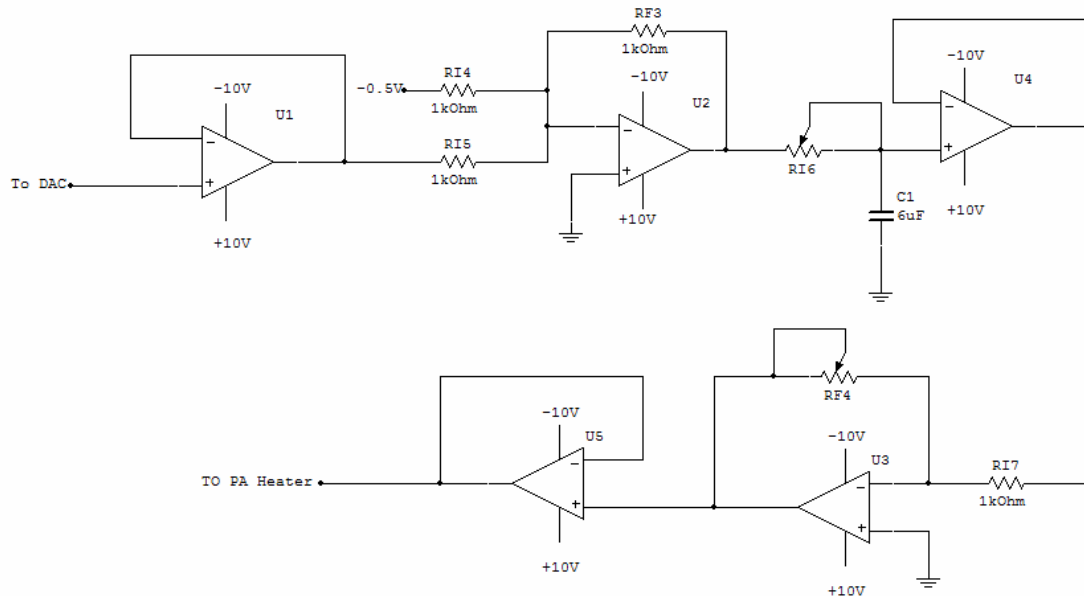 RF3
1kOhm
-10V
U4
-10V
RI4
-0.5V
1kOhm
-10V
U2
U1
-
+
-
+
-
+
RI5
1kOhm
RI6
To DAC
C1
6uF
+10V
+10V
+10V
RF4
-10V
U5
-10V
U3
RI7
1kOhm
TO PA Heater
-
+
-
+
+10V
+10V